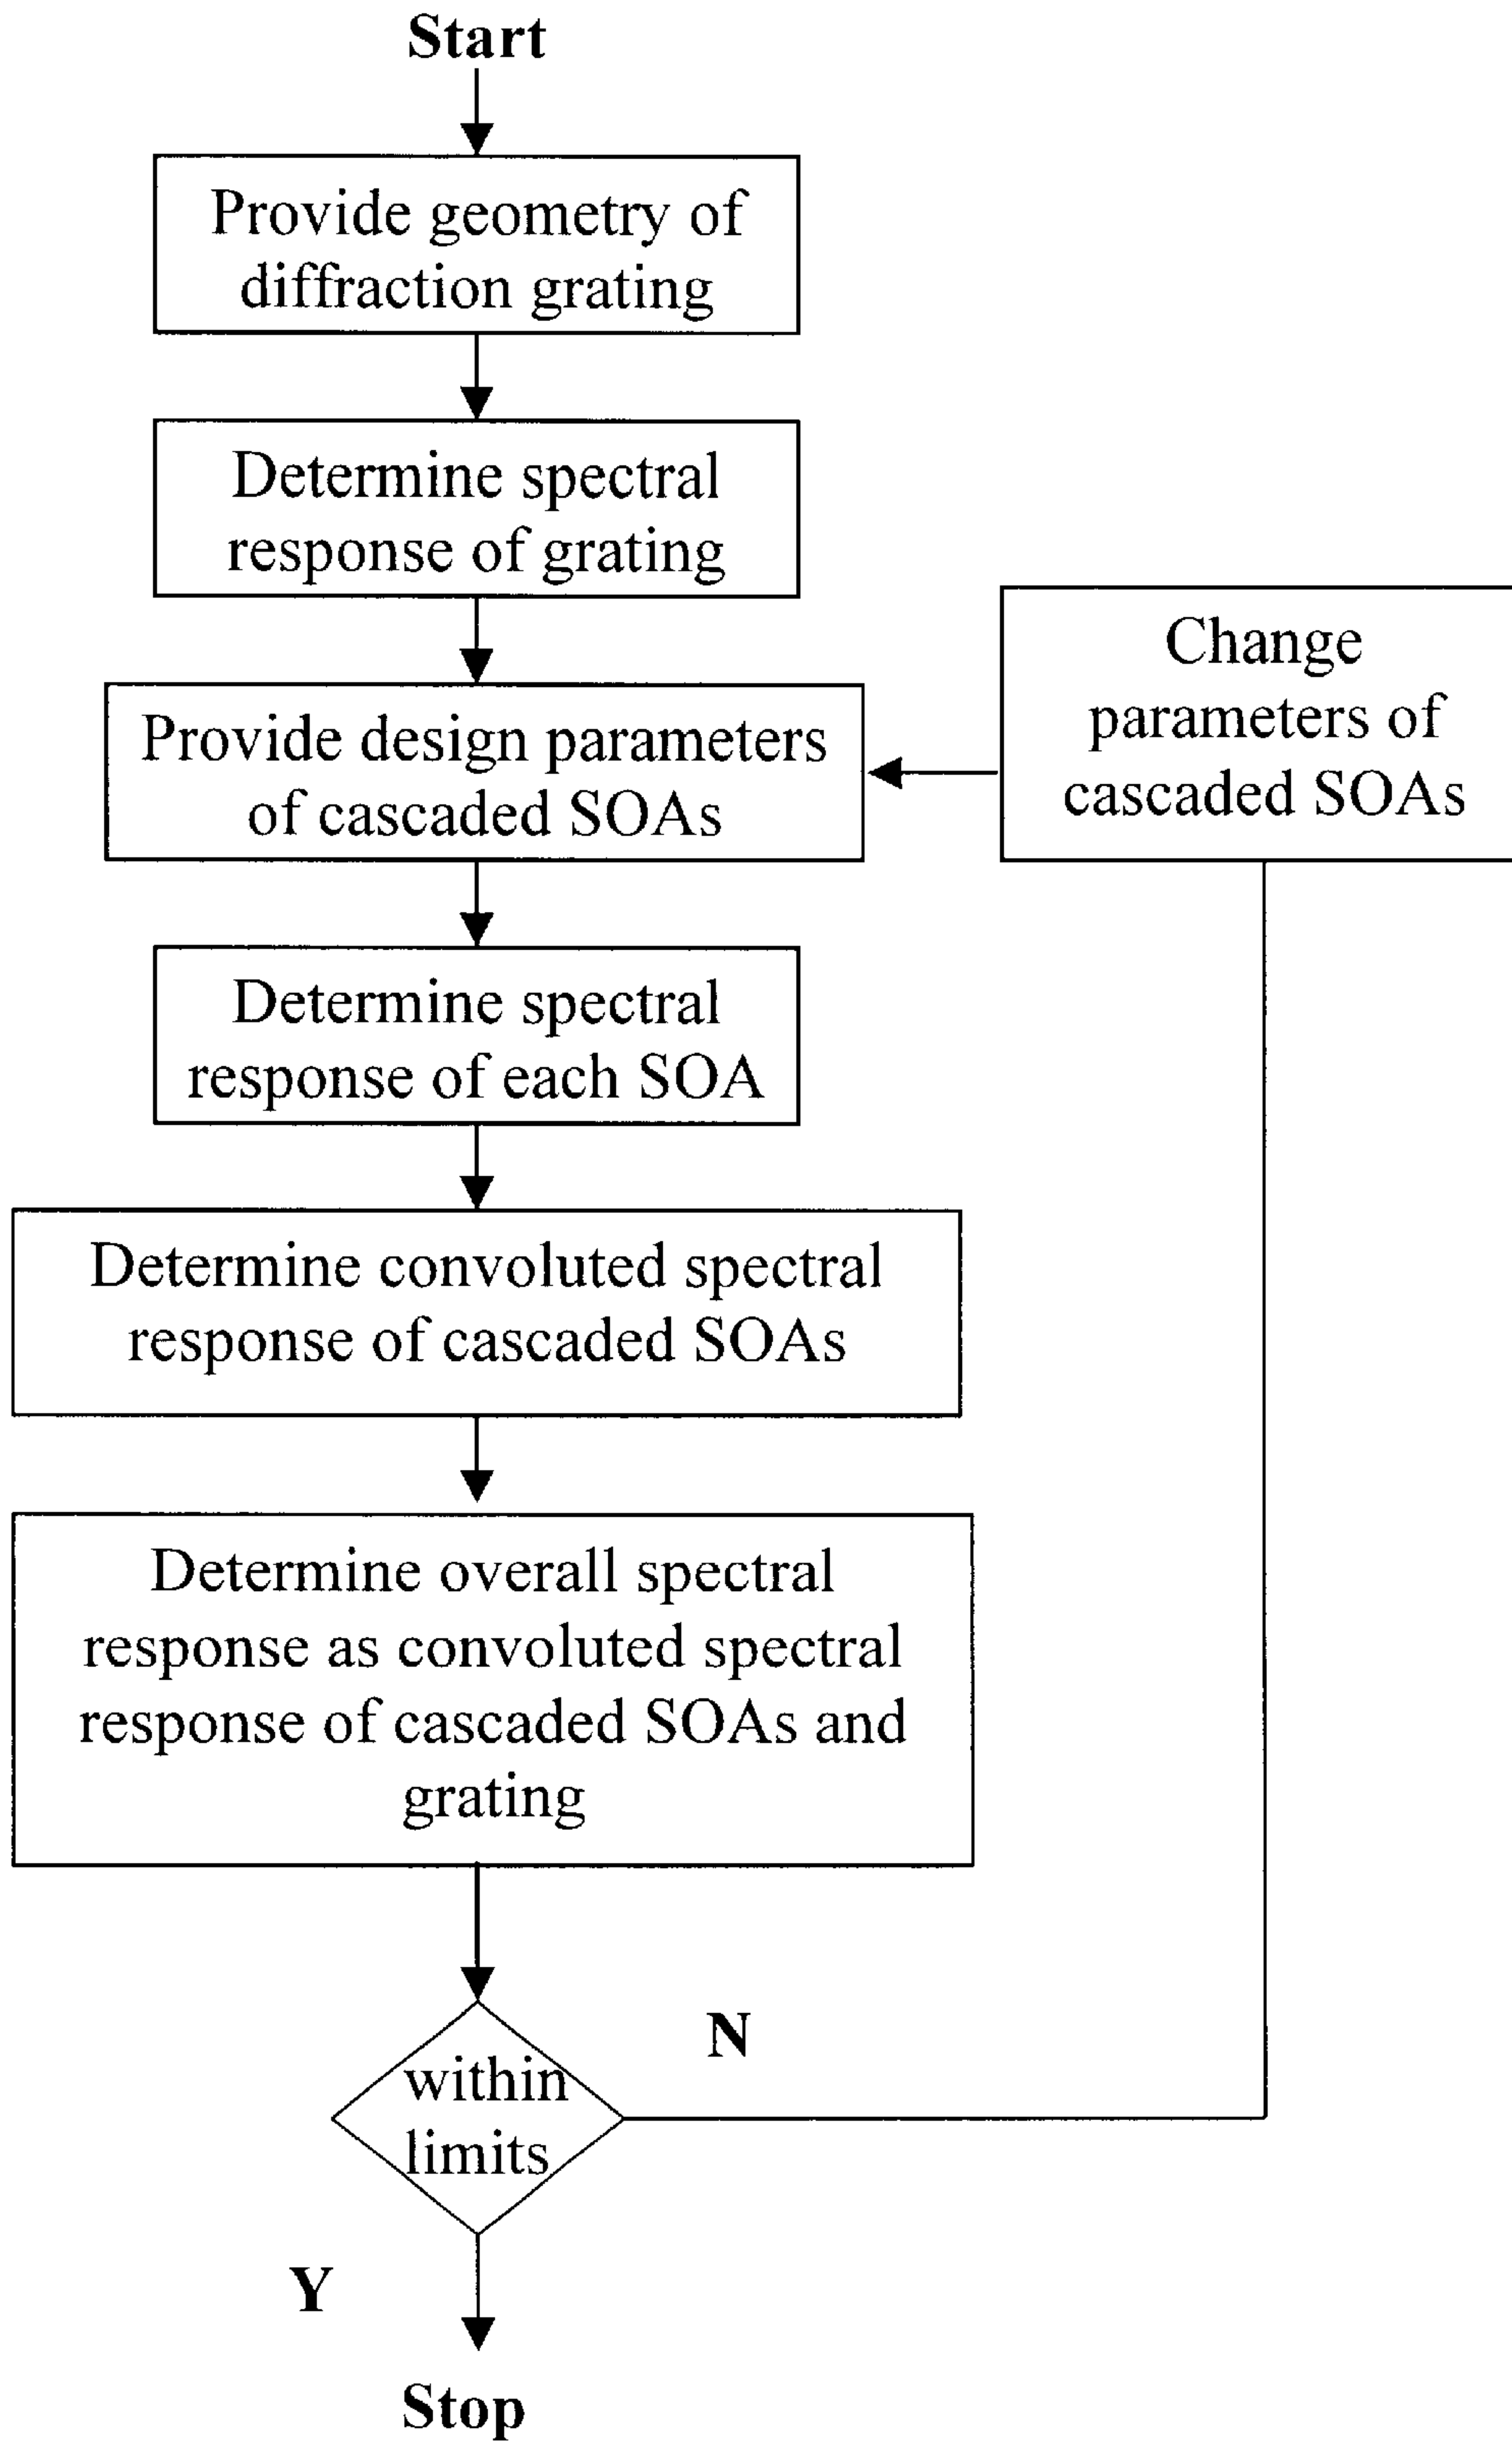 Start
Provide geometry of
diffraction grating
Determine spectral
response of grating
Change
parameters of
cascaded SOAs
Provide design parameters
of cascaded SOAs
Determine spectral
response of each SOA
Determine convoluted spectral
response of cascaded SOAs
Determine overall spectral
response as convoluted spectral
response of cascaded SOAs and
grating
N
within
limits
Y
Stop